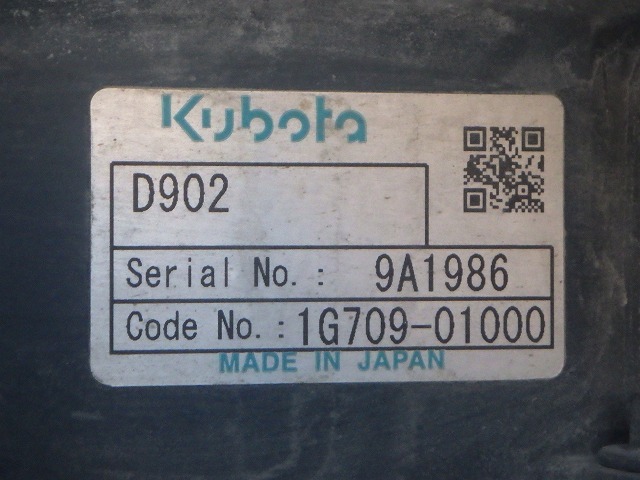 Kubota
D902
Serial No.: 9A1986
Code No.: 1G709-01000
MADE IN JAPAN